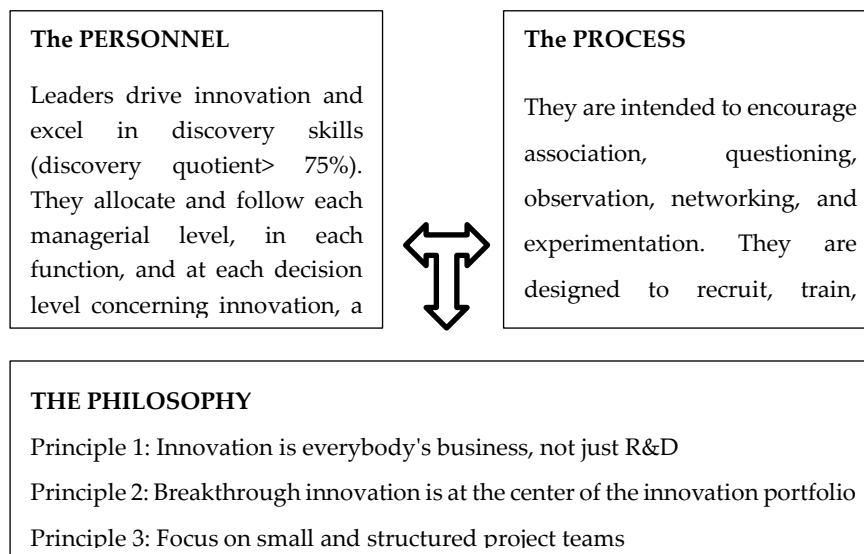 The PERSONNEL
Leaders drive innovation and
excel in discovery skills
(discovery quotient> 75%).
They allocate and follow each
managerial level, in each
function, and at each decision
level concerning innovation, a
The PROCESS
They are intended to encourage
association, questioning,
observation, networking, and
experimentation. They are
designed to recruit, train,
THE PHILOSOPHY
Principle 1: Innovation is everybody's business, not just R&D
Principle 2: Breakthrough innovation is at the center of the innovation portfolio
Principle 3: Focus on small and structured project teams